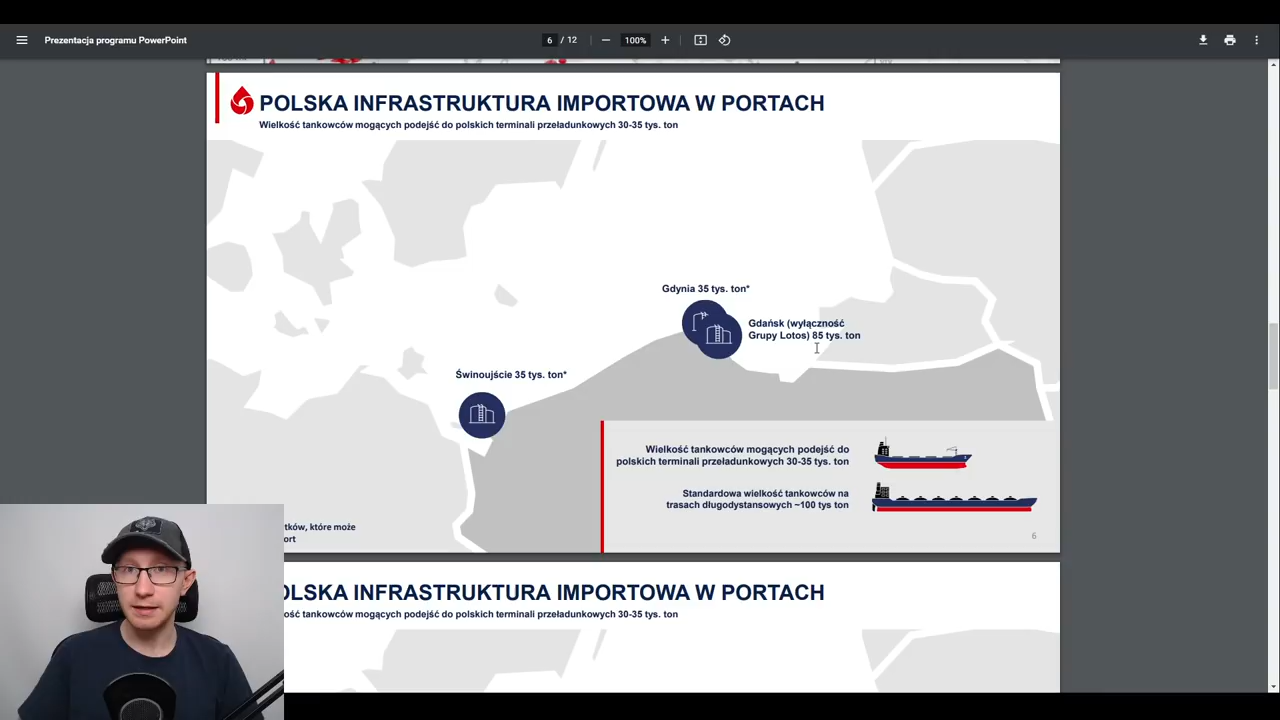 Prezentacja programu PowerPoint
6 / 12
100%
POLSKA INFRASTRUKTURA IMPORTOWA W PORTACH
Wielkość tankowców mogących podejść do polskich terminali przeładunkowych 30-35 tys. ton
Gdynia 35 tys. ton*
Gdańsk (wyłączność
Grupy Lotos) 85 tys. ton
Świnoujście 35 tys. ton*
Wielkość tankowców mogących podejść do
polskich terminali przeładunkowych 30-35 tys. ton
Standardowa wielkość tankowców na
trasach długodystansowych ~100 tys ton
które może
6
INFRASTRUKTURA IMPORTOWA W PORTACH
tankowców mogących podejść do polskich terminali przeładunkowych 30-35 tys. ton